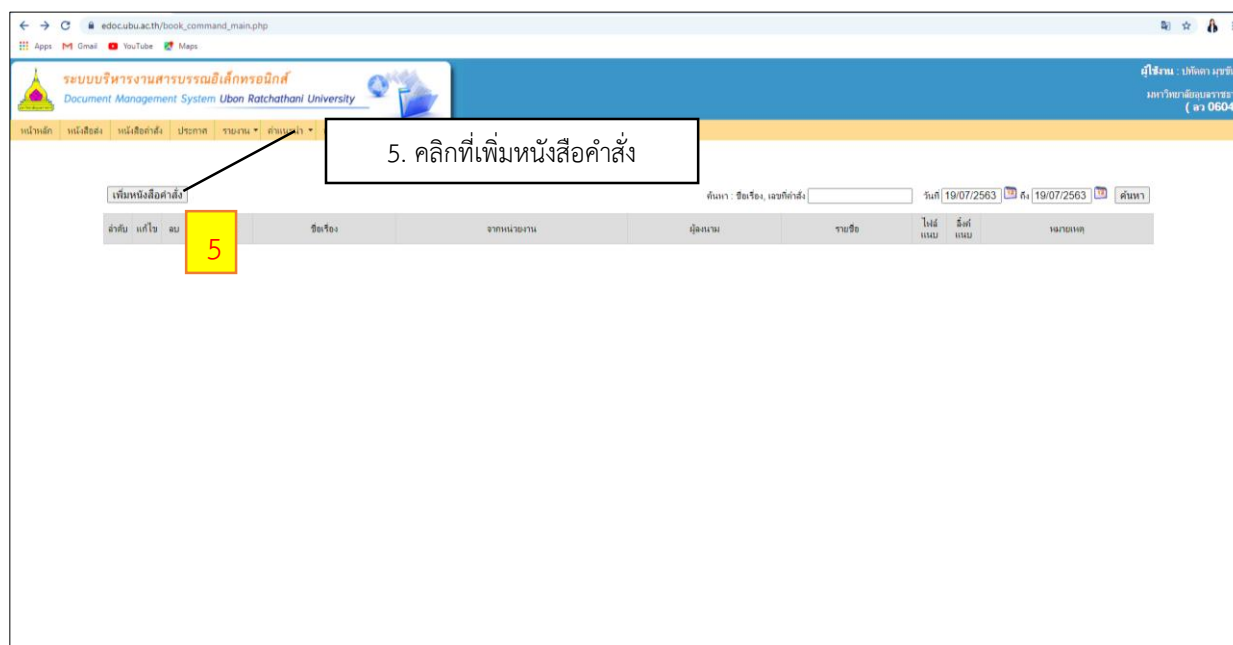 edoc.ubu.ac.th/book_command_main.php
Apps Gmail YouTube Maps
ระบบบริหารงานสารบรรณอิเล็กทรอนิกส์
Document Management System Ubon Ratchathani University
ผู้ใช้งาน :
( อว 0604
หน้าหลัก หนังสือส่ง หนังสือคำสั่ง ประกาศ รายงาน คำแนะนำ
5. คลิกที่เพิ่มหนังสือคำสั่ง
เพิ่มหนังสือคำสั่ง ค้นหา : ชื่อเรื่อง, เลขที่คำสั่ง วันที่ 19/07/2563 ถึง 19/07/2563 ค้นหา
ลำดับ แก้ไข ลบ ชื่อเรื่อง จากหน่วยงาน ผู้ลงนาม รายชื่อ ไฟล์แนบ ลิ้งค์แนบ หมายเหตุ
5